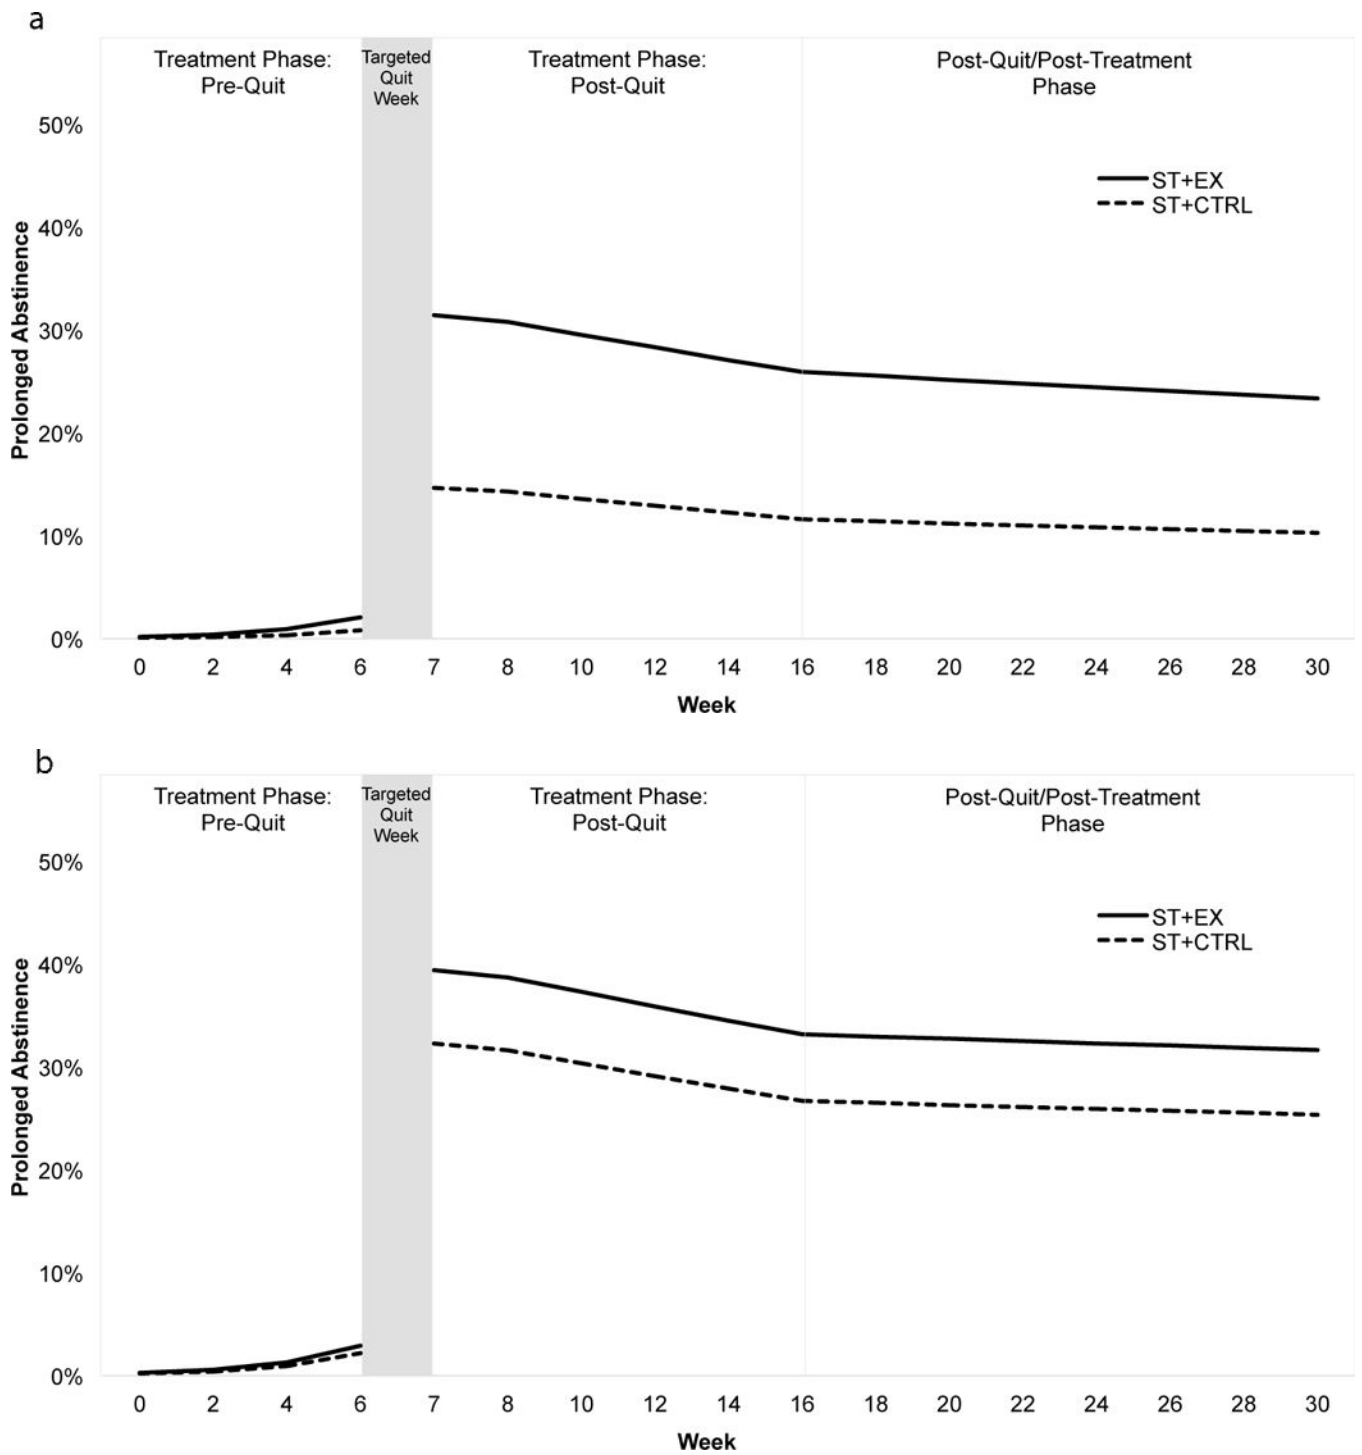 a
Treatment Phase:
Pre-Quit
Targeted
Quit
Week
Treatment Phase:
Post-Quit
Post-Quit/Post-Treatment
Phase
50%
40%
30%
20%
10%
0%
Prolonged Abstinence
ST+EX
ST+CTRL
0 2 4 6 7 8 10 12 14 16 18 20 22 24 26 28 30
Week
b
Treatment Phase:
Pre-Quit
Targeted
Quit
Week
Treatment Phase:
Post-Quit
Post-Quit/Post-Treatment
Phase
50%
40%
30%
20%
10%
0%
Prolonged Abstinence
ST+EX
ST+CTRL
0 2 4 6 7 8 10 12 14 16 18 20 22 24 26 28 30
Week